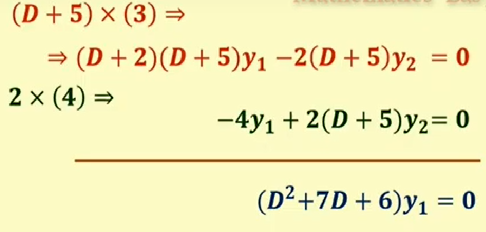 (D + 5) × (3) ⇒
⇒ (D + 2)(D + 5)y₁ −2(D + 5)y₂ = 0
2 × (4) ⇒
−4y₁ + 2(D + 5)y₂= 0
(D²+7D + 6)y₁ = 0